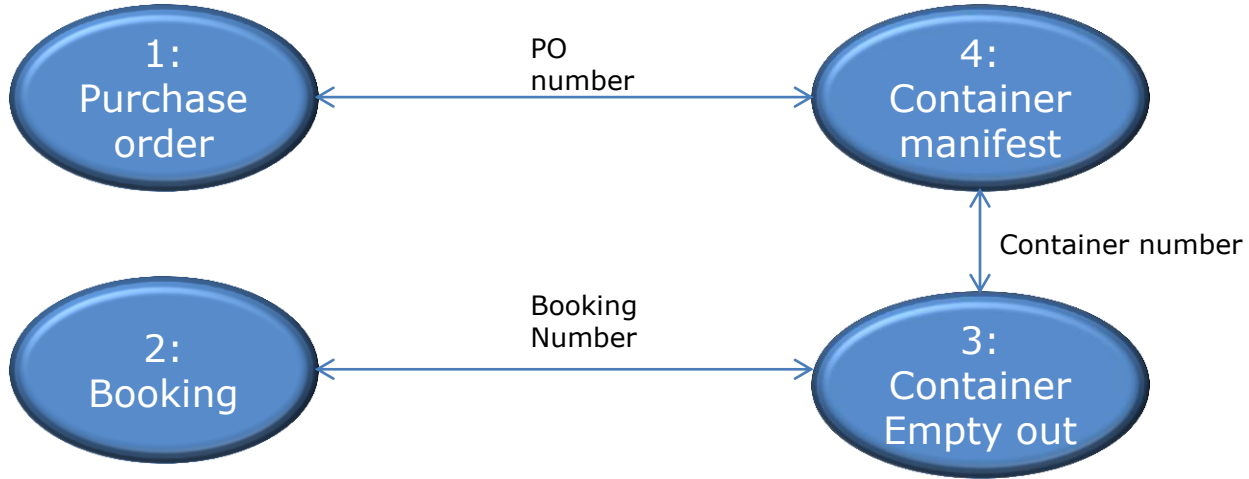 1:
Purchase
order
PO
number
4:
Container
manifest
Container number
2:
Booking
Booking
Number
3:
Container
Empty out